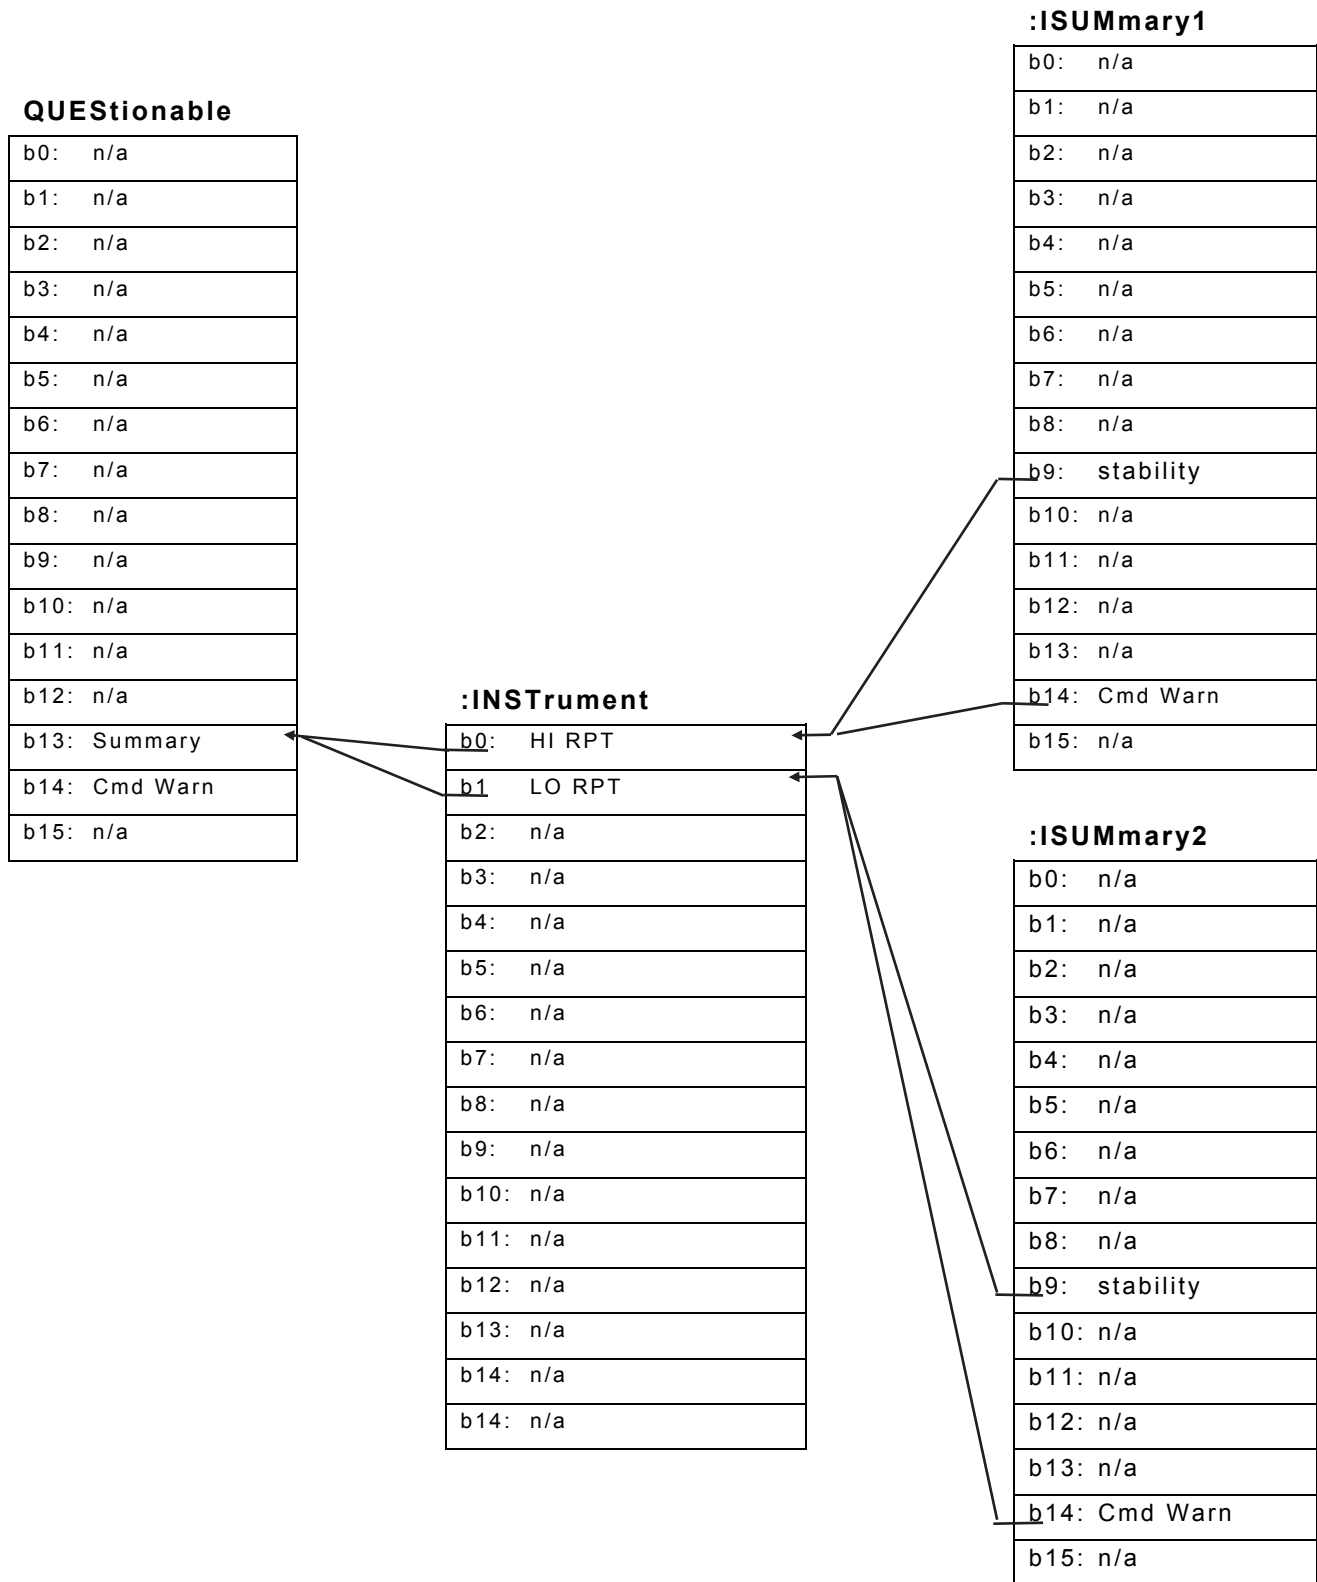 QUEStionable
b0: n/a
b1: n/a
b2: n/a
b3: n/a
b4: n/a
b5: n/a
b6: n/a
b7: n/a
b8: n/a
b9: n/a
b10: n/a
b11: n/a
b12: n/a
b13: Summary
b14: Cmd Warn
b15: n/a
:INSTrument
b0: HI RPT
b1 LO RPT
b2: n/a
b3: n/a
b4: n/a
b5: n/a
b6: n/a
b7: n/a
b8: n/a
b9: n/a
b10: n/a
b11: n/a
b12: n/a
b13: n/a
b14: n/a
b14: n/a
:ISUMmary1
b0: n/a
b1: n/a
b2: n/a
b3: n/a
b4: n/a
b5: n/a
b6: n/a
b7: n/a
b8: n/a
b9: stability
b10: n/a
b11: n/a
b12: n/a
b13: n/a
b14: Cmd Warn
b15: n/a
:ISUMmary2
b0: n/a
b1: n/a
b2: n/a
b3: n/a
b4: n/a
b5: n/a
b6: n/a
b7: n/a
b8: n/a
b9: stability
b10: n/a
b11: n/a
b12: n/a
b13: n/a
b14: Cmd Warn
b15: n/a